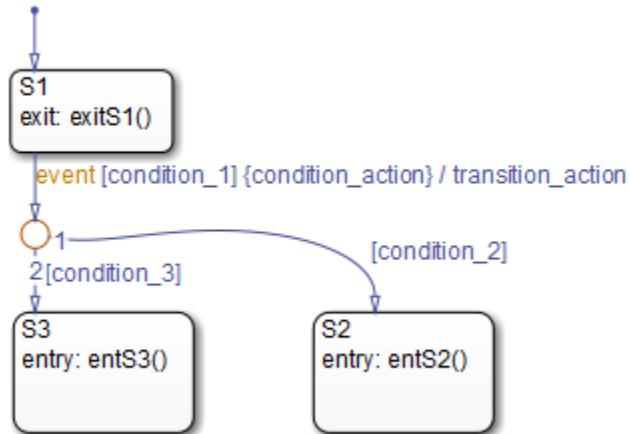 S1
exit: exitS1()
event [condition_1] {condition_action} / transition_action
1
[condition_2]
2 [condition_3]
S3
entry: entS3()
S2
entry: entS2()